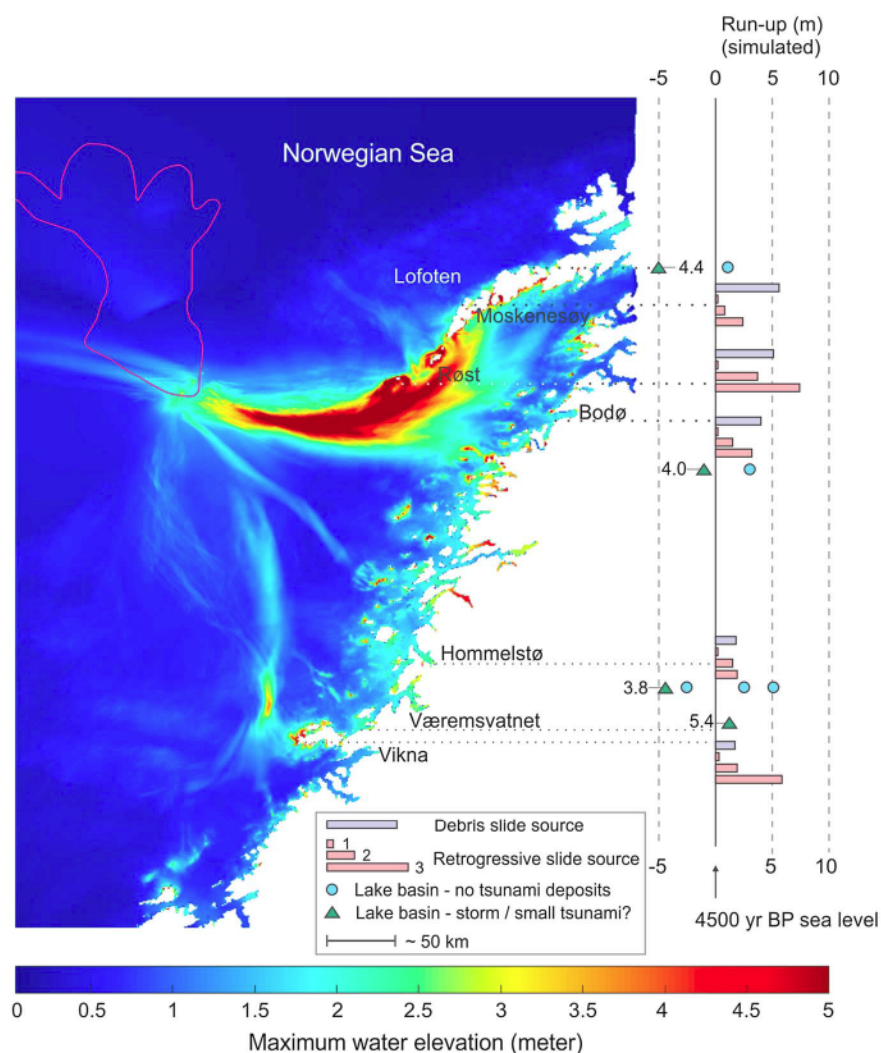 Run-up (m)
(simulated)
-5 0 5 10
Norwegian Sea
Lofoten
4.4
Moskenesøy
Røst
Bodø
4.0
Hommelstø
3.8
Væremsvatnet
5.4
Vikna
Debris slide source
1
2
Retrogressive slide source
3
Lake basin - no tsunami deposits
Lake basin - storm / small tsunami?
~ 50 km
-5 5 10
4500 yr BP sea level
0 0.5 1 1.5 2 2.5 3 3.5 4 4.5 5
Maximum water elevation (meter)